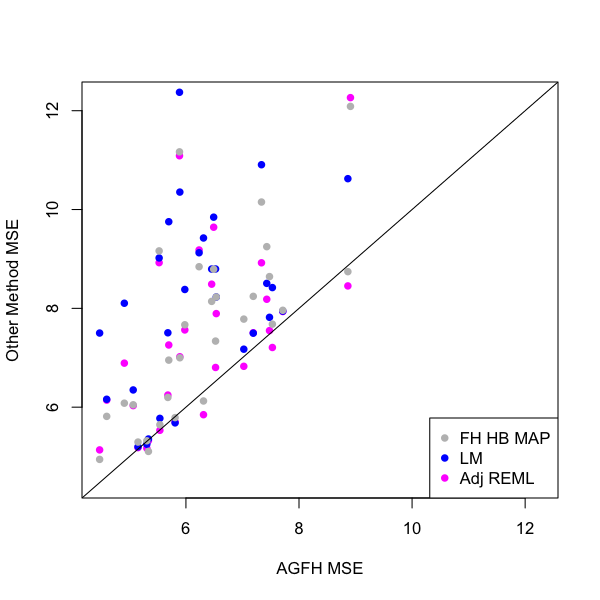 Other Method MSE
12
10
8
6
FH HB MAP
LM
Adj REML
6 8 10 12
AGFH MSE